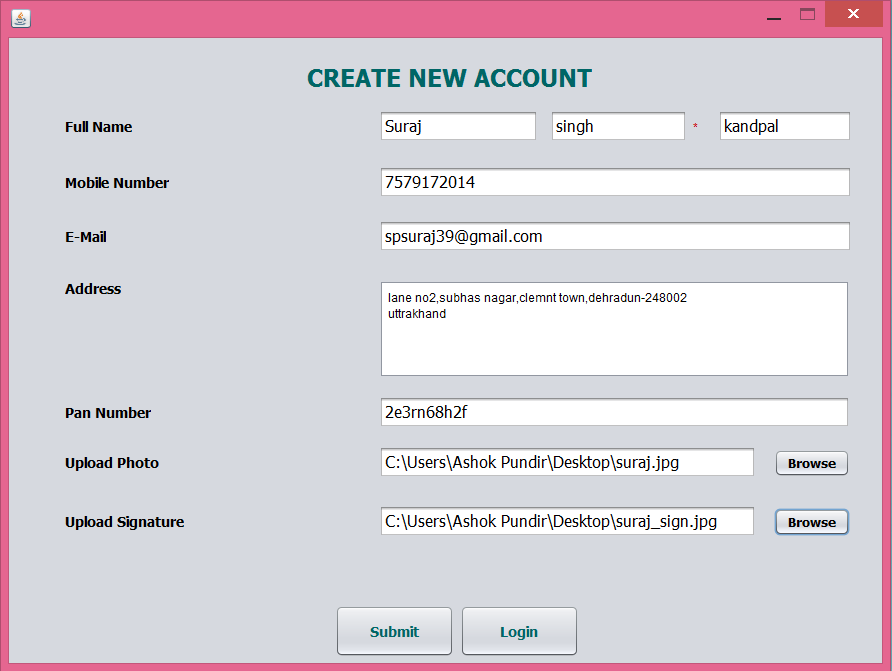 CREATE NEW ACCOUNT
Full Name Suraj singh * kandpal
Mobile Number 7579172014
E-Mail spsuraj39@gmail.com
Address lane no2,subhas nagar,clemnt town,dehradun-248002
uttrakhand
Pan Number 2e3rn68h2f
Upload Photo C:\Users\Ashok Pundir\Desktop\suraj.jpg Browse
Upload Signature C:\Users\Ashok Pundir\Desktop\suraj_sign.jpg Browse
Submit Login